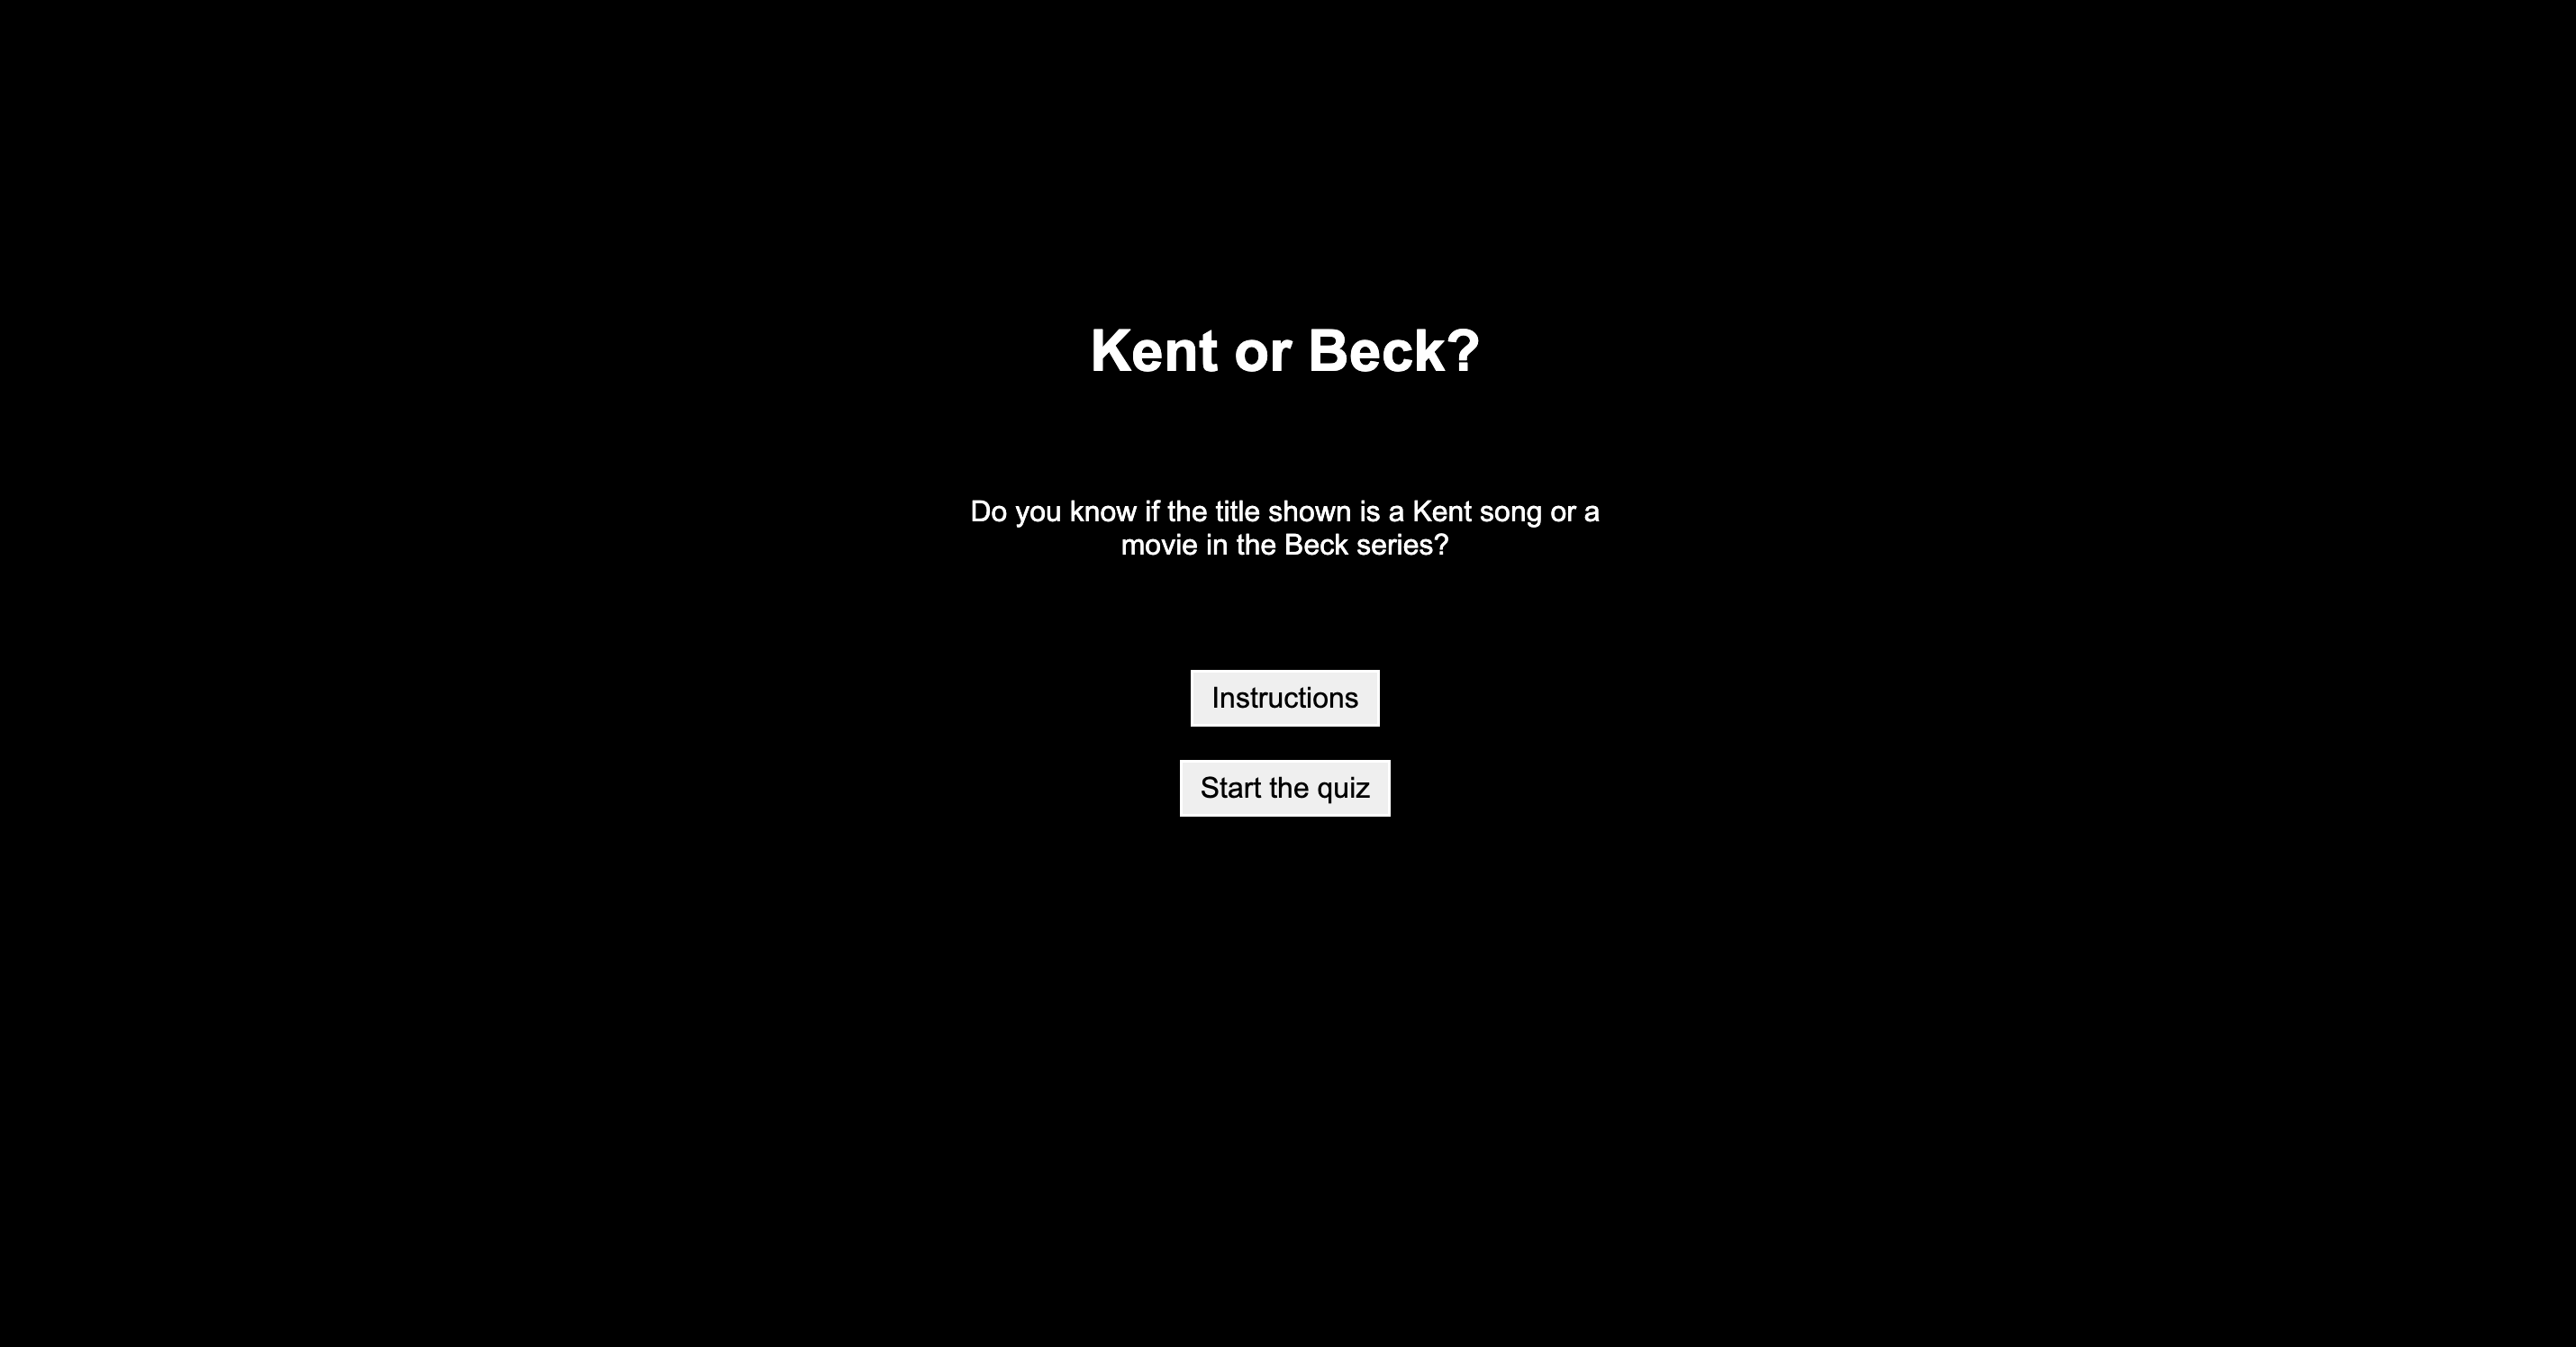 Kent or Beck?
Do you know if the title shown is a Kent song or a
movie in the Beck series?
Instructions
Start the quiz